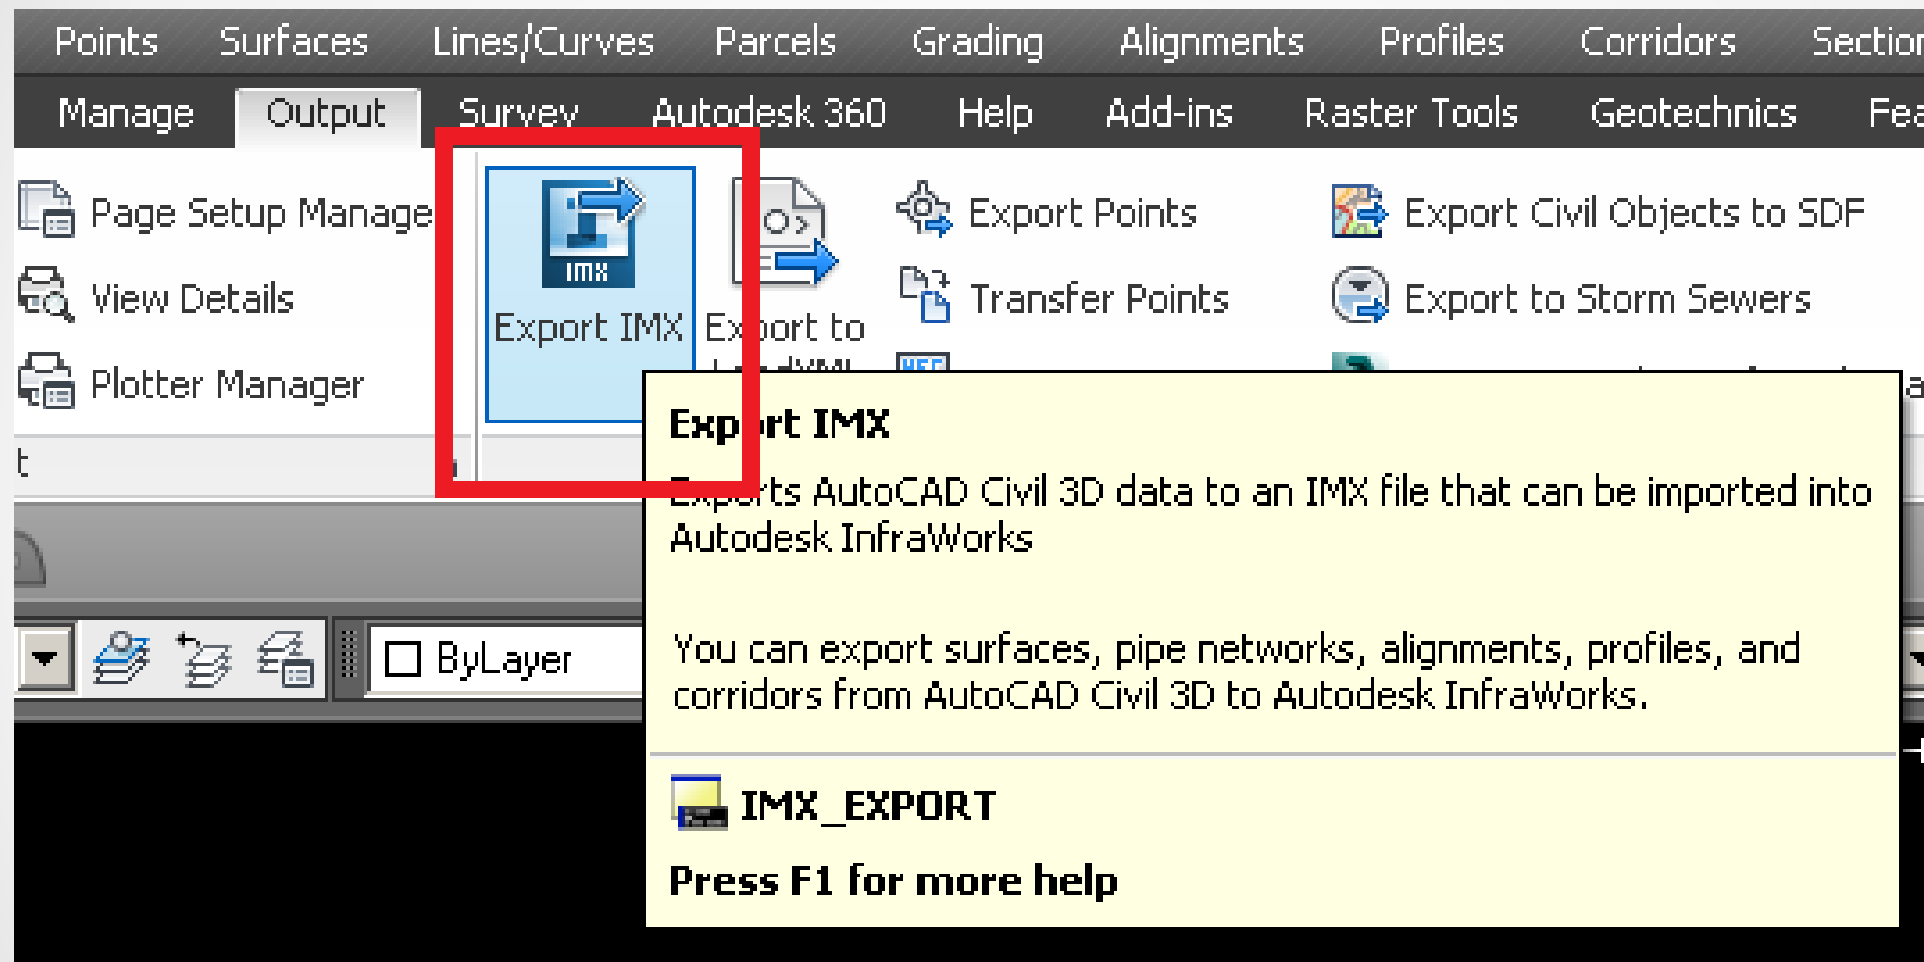 Points Surfaces Lines/Curves Parcels Grading Alignments Profiles Corridors
Manage Output Survey Autodesk 360 Help Add-ins Raster Tools Geotechnics
Page Setup Manage
View Details
Plotter Manager
IMX
Export IMX
Export to
Export Points
Transfer Points
Export Civil Objects to SDF
Export to Storm Sewers
t
Export IMX
Exports AutoCAD Civil 3D data to an IMX file that can be imported into
Autodesk InfraWorks
You can export surfaces, pipe networks, alignments, profiles, and
corridors from AutoCAD Civil 3D to Autodesk InfraWorks.
IMX_EXPORT
Press F1 for more help
ByLayer